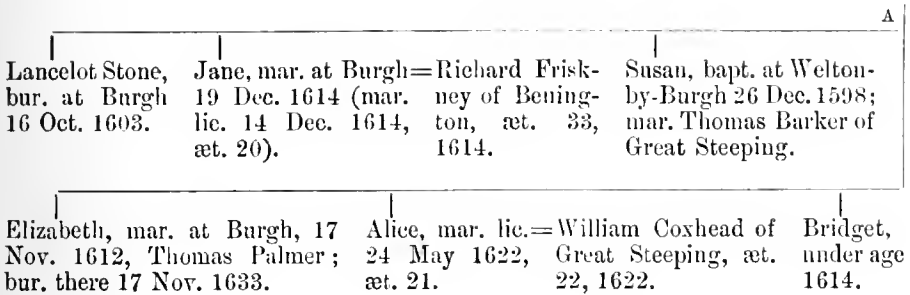 A
Lancelot Stone,
bur. at Burgh
16 Oct. 1603.
Jane, mar. at Burgh=
19 Dec. 1614 (mar.
lic. 14 Dec. 1614,
æt. 20).
Richard Frisk-
ney of Bening-
ton, æt. 33,
1614.
Susan, bapt. at Welton-
by-Burgh 26 Dec. 1598;
mar. Thomas Barker of
Great Steeping.
Elizabeth, mar. at Burgh, 17
Nov. 1612, Thomas Palmer;
bur. there 17 Nov. 1633.
Alice, mar. lic.=
24 May 1622,
æt. 21.
William Coxhead of
Great Steeping, æt.
22, 1622.
Bridget,
under age
1614.